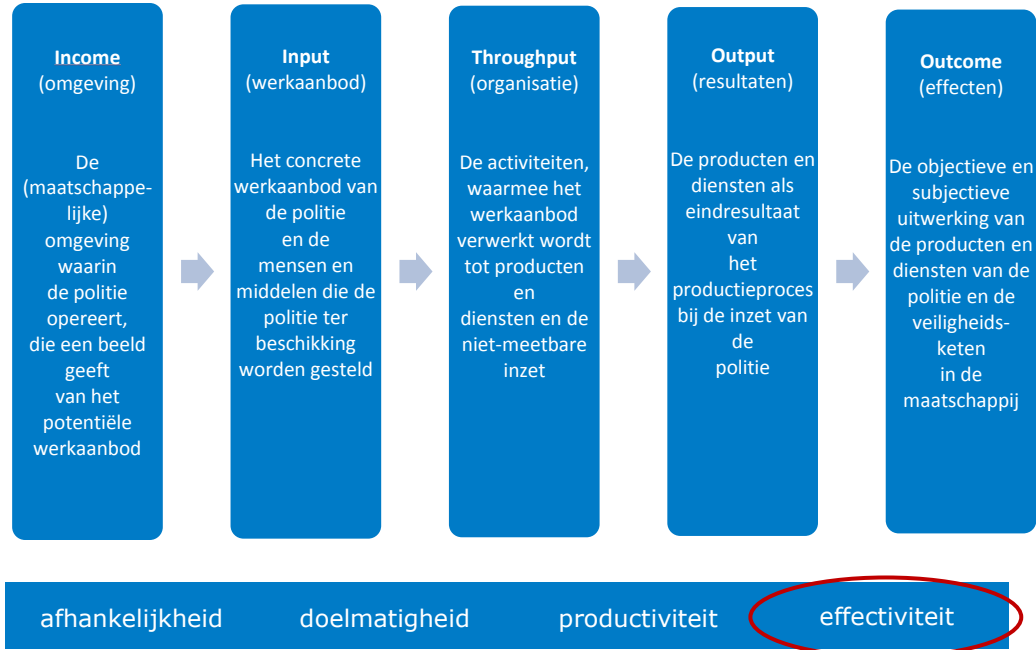 Income
(omgeving)
De
(maatschappe-
lijke)
omgeving
waarin
de politie
opereert,
die een beeld
geeft
van het
potentiële
werkaanbod
Input
(werkaanbod)
Het concrete
werkaanbod van
de politie
en de
mensen en
middelen die de
politie ter
beschikking
worden gesteld
Throughput
(organisatie)
De activiteiten,
waarmee het
werkaanbod
verwerkt wordt
tot producten
en
diensten en de
niet-meetbare
inzet
Output
(resultaten)
De producten en
diensten als
eindresultaat
van
het
productieproces
bij de inzet van
de
politie
Outcome
(effecten)
De objectieve en
subjectieve
uitwerking van
de producten en
diensten van de
politie en de
veiligheids-
keten
in de
maatschappij
afhankelijkheid
doelmatigheid
productiviteit
effectiviteit